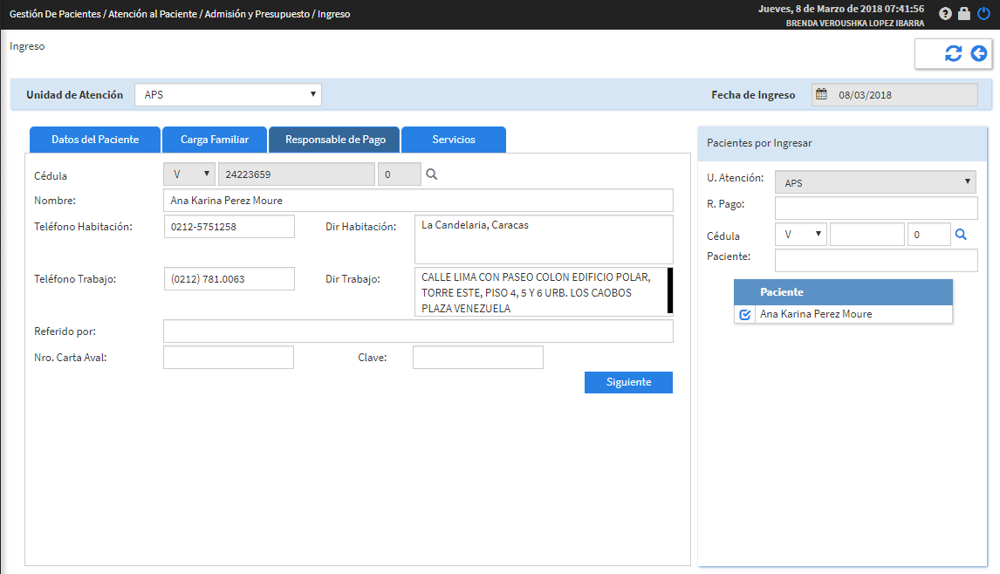 Gestión De Pacientes / Atención al Paciente / Admisión y Presupuesto / Ingreso
Jueves, 8 de Marzo de 2018 07:41:56
BRENDA VEROUSHKA LOPEZ IBARRA
Ingreso
Unidad de Atención APS
Fecha de Ingreso 08/03/2018
Datos del Paciente Carga Familiar Responsable de Pago Servicios
Cédula V 24223659 0
Nombre: Ana Karina Perez Moure
Teléfono Habitación: 0212-5751258 Dir Habitación: La Candelaria, Caracas
Teléfono Trabajo: (0212) 781.0063 Dir Trabajo: CALLE LIMA CON PASEO COLON EDIFICIO POLAR,
TORRE ESTE, PISO 4, 5 Y 6 URB. LOS CAOBOS
PLAZA VENEZUELA
Referido por:
Nro. Carta Aval: Clave:
Siguiente
Pacientes por Ingresar
U. Atención: APS
R. Pago:
Cédula V 0
Paciente:
Paciente
Ana Karina Perez Moure